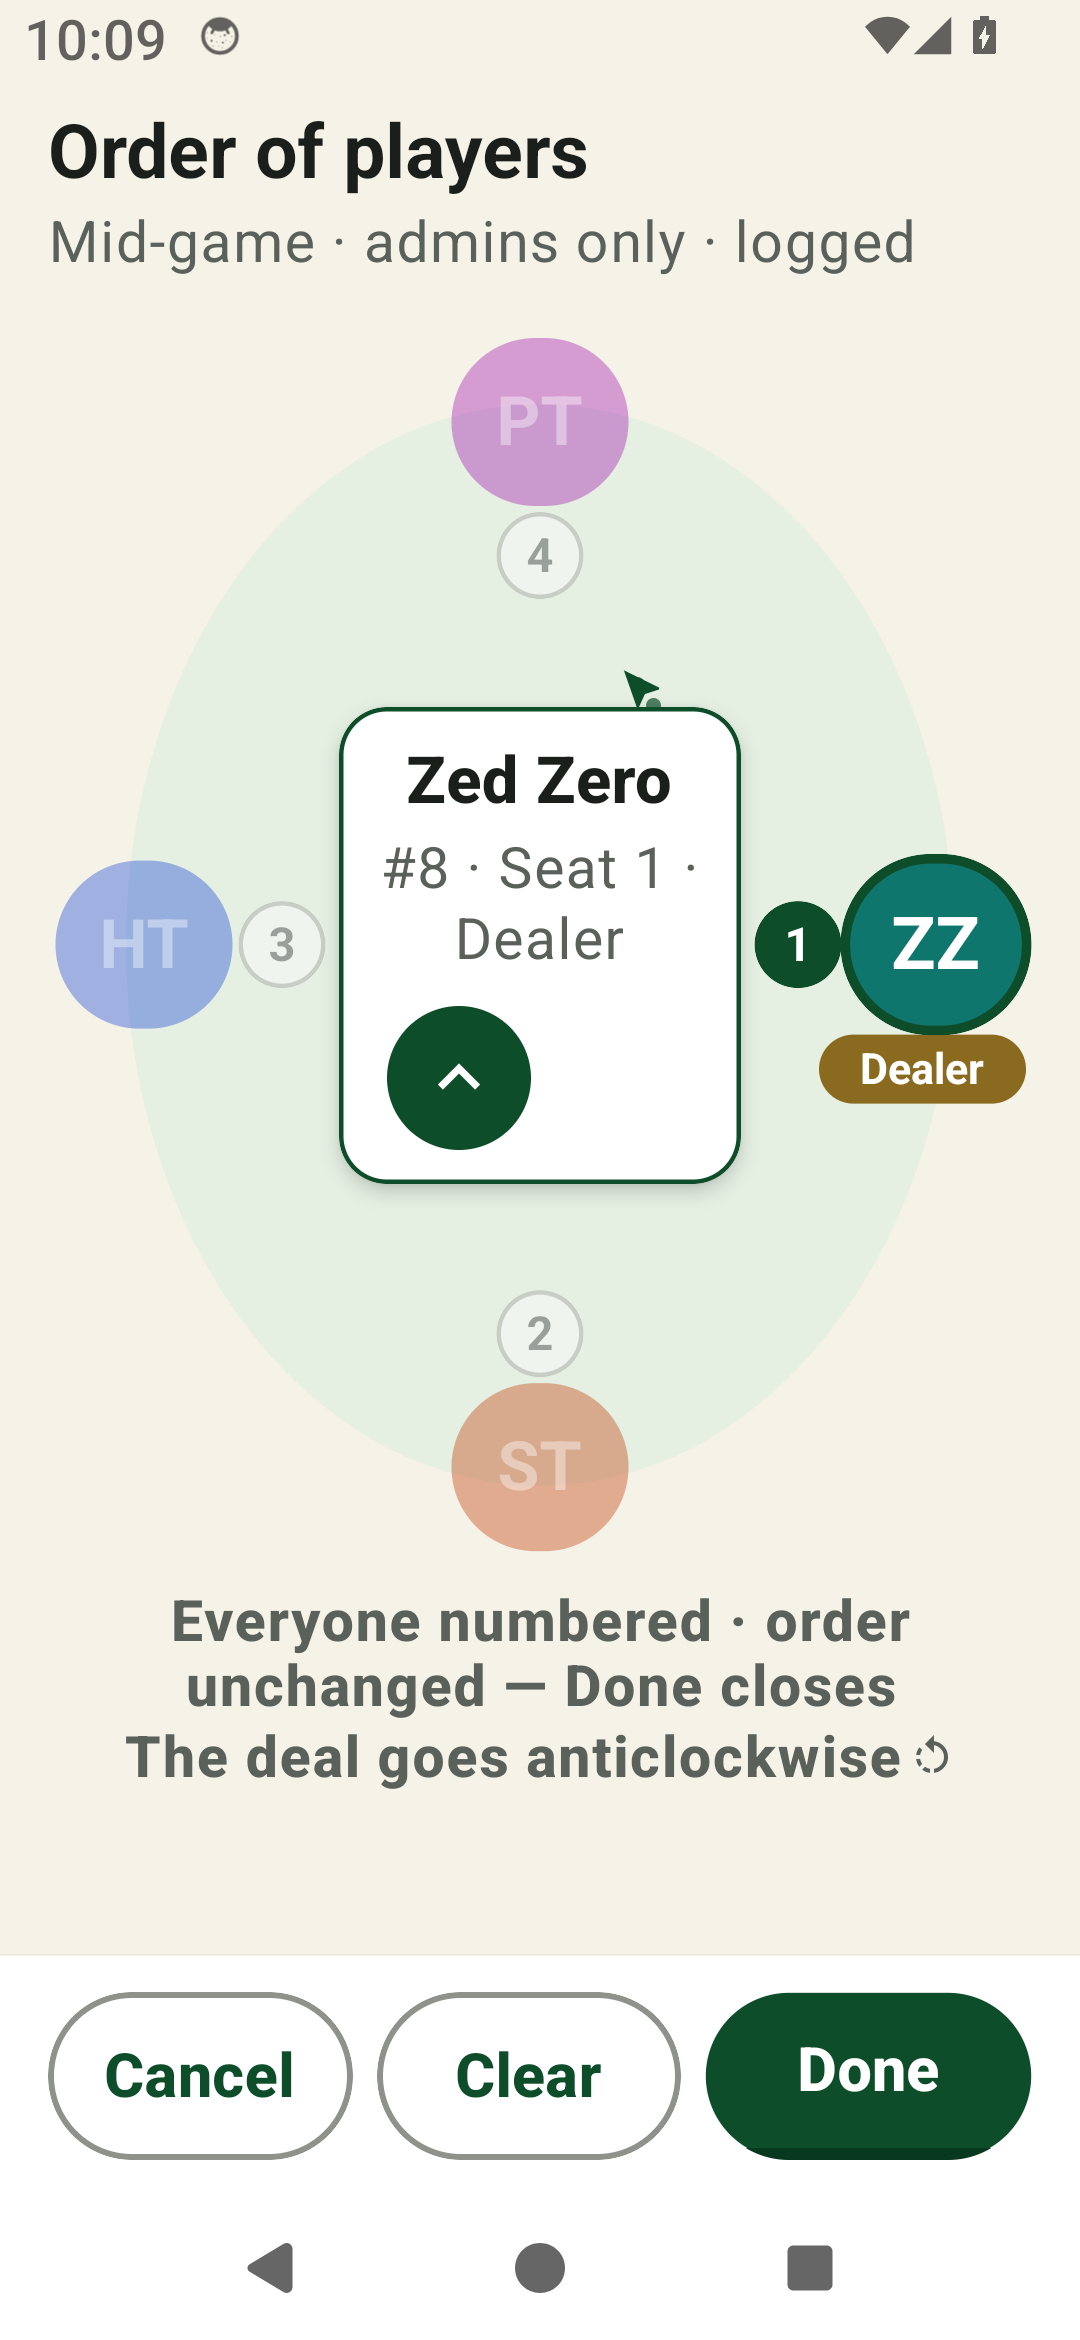 10:09
Order of players
Mid-game · admins only · logged
PT
4
Zed Zero
#8 · Seat 1 ·
Dealer
HT
3
1
ZZ
Dealer
2
ST
Everyone numbered · order
unchanged — Done closes
The deal goes anticlockwise
Cancel
Clear
Done